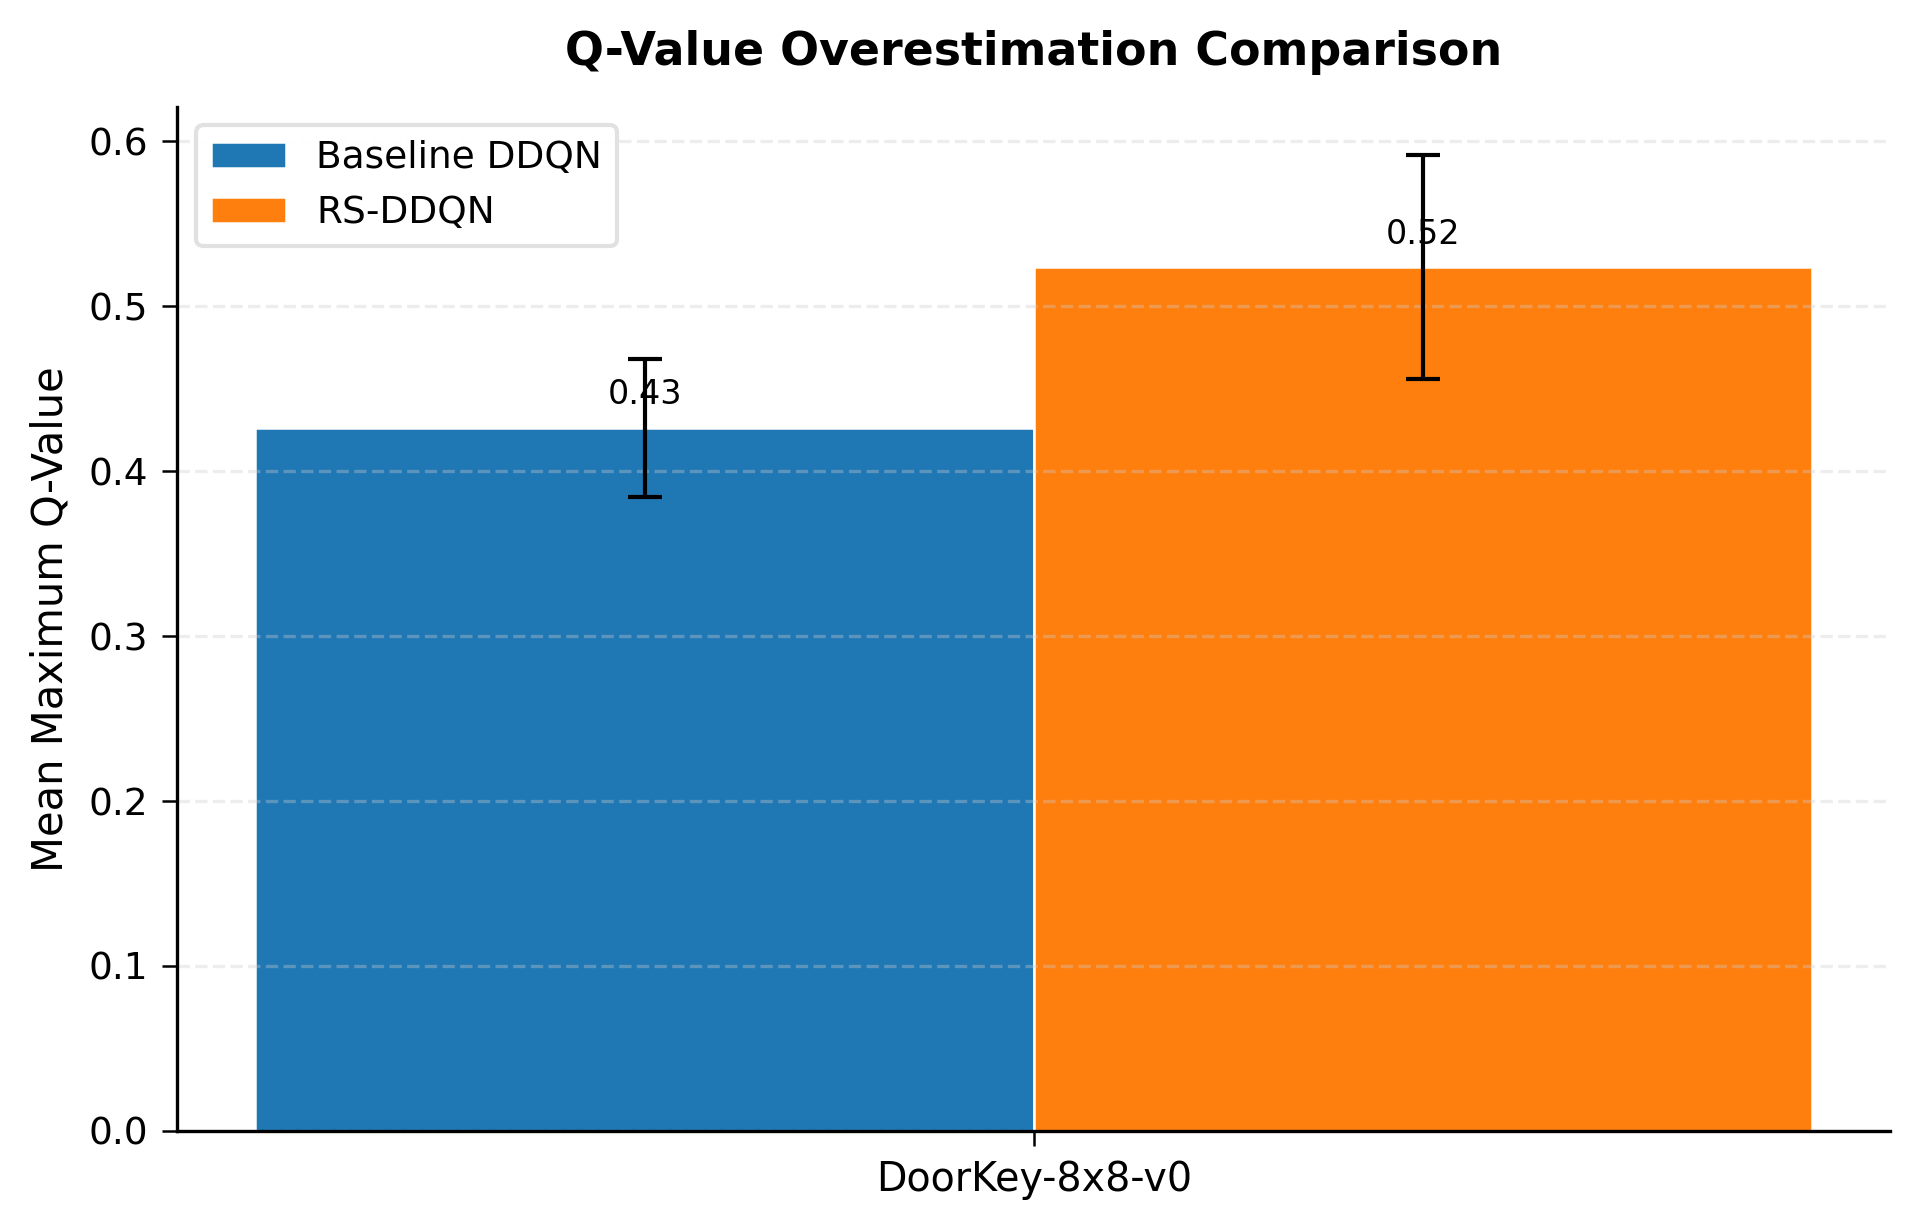 Q-Value Overestimation Comparison
Baseline DDQN
RS-DDQN
Mean Maximum Q-Value
0.6
0.5
0.4
0.3
0.2
0.1
0.0
0.43
0.52
DoorKey-8x8-v0